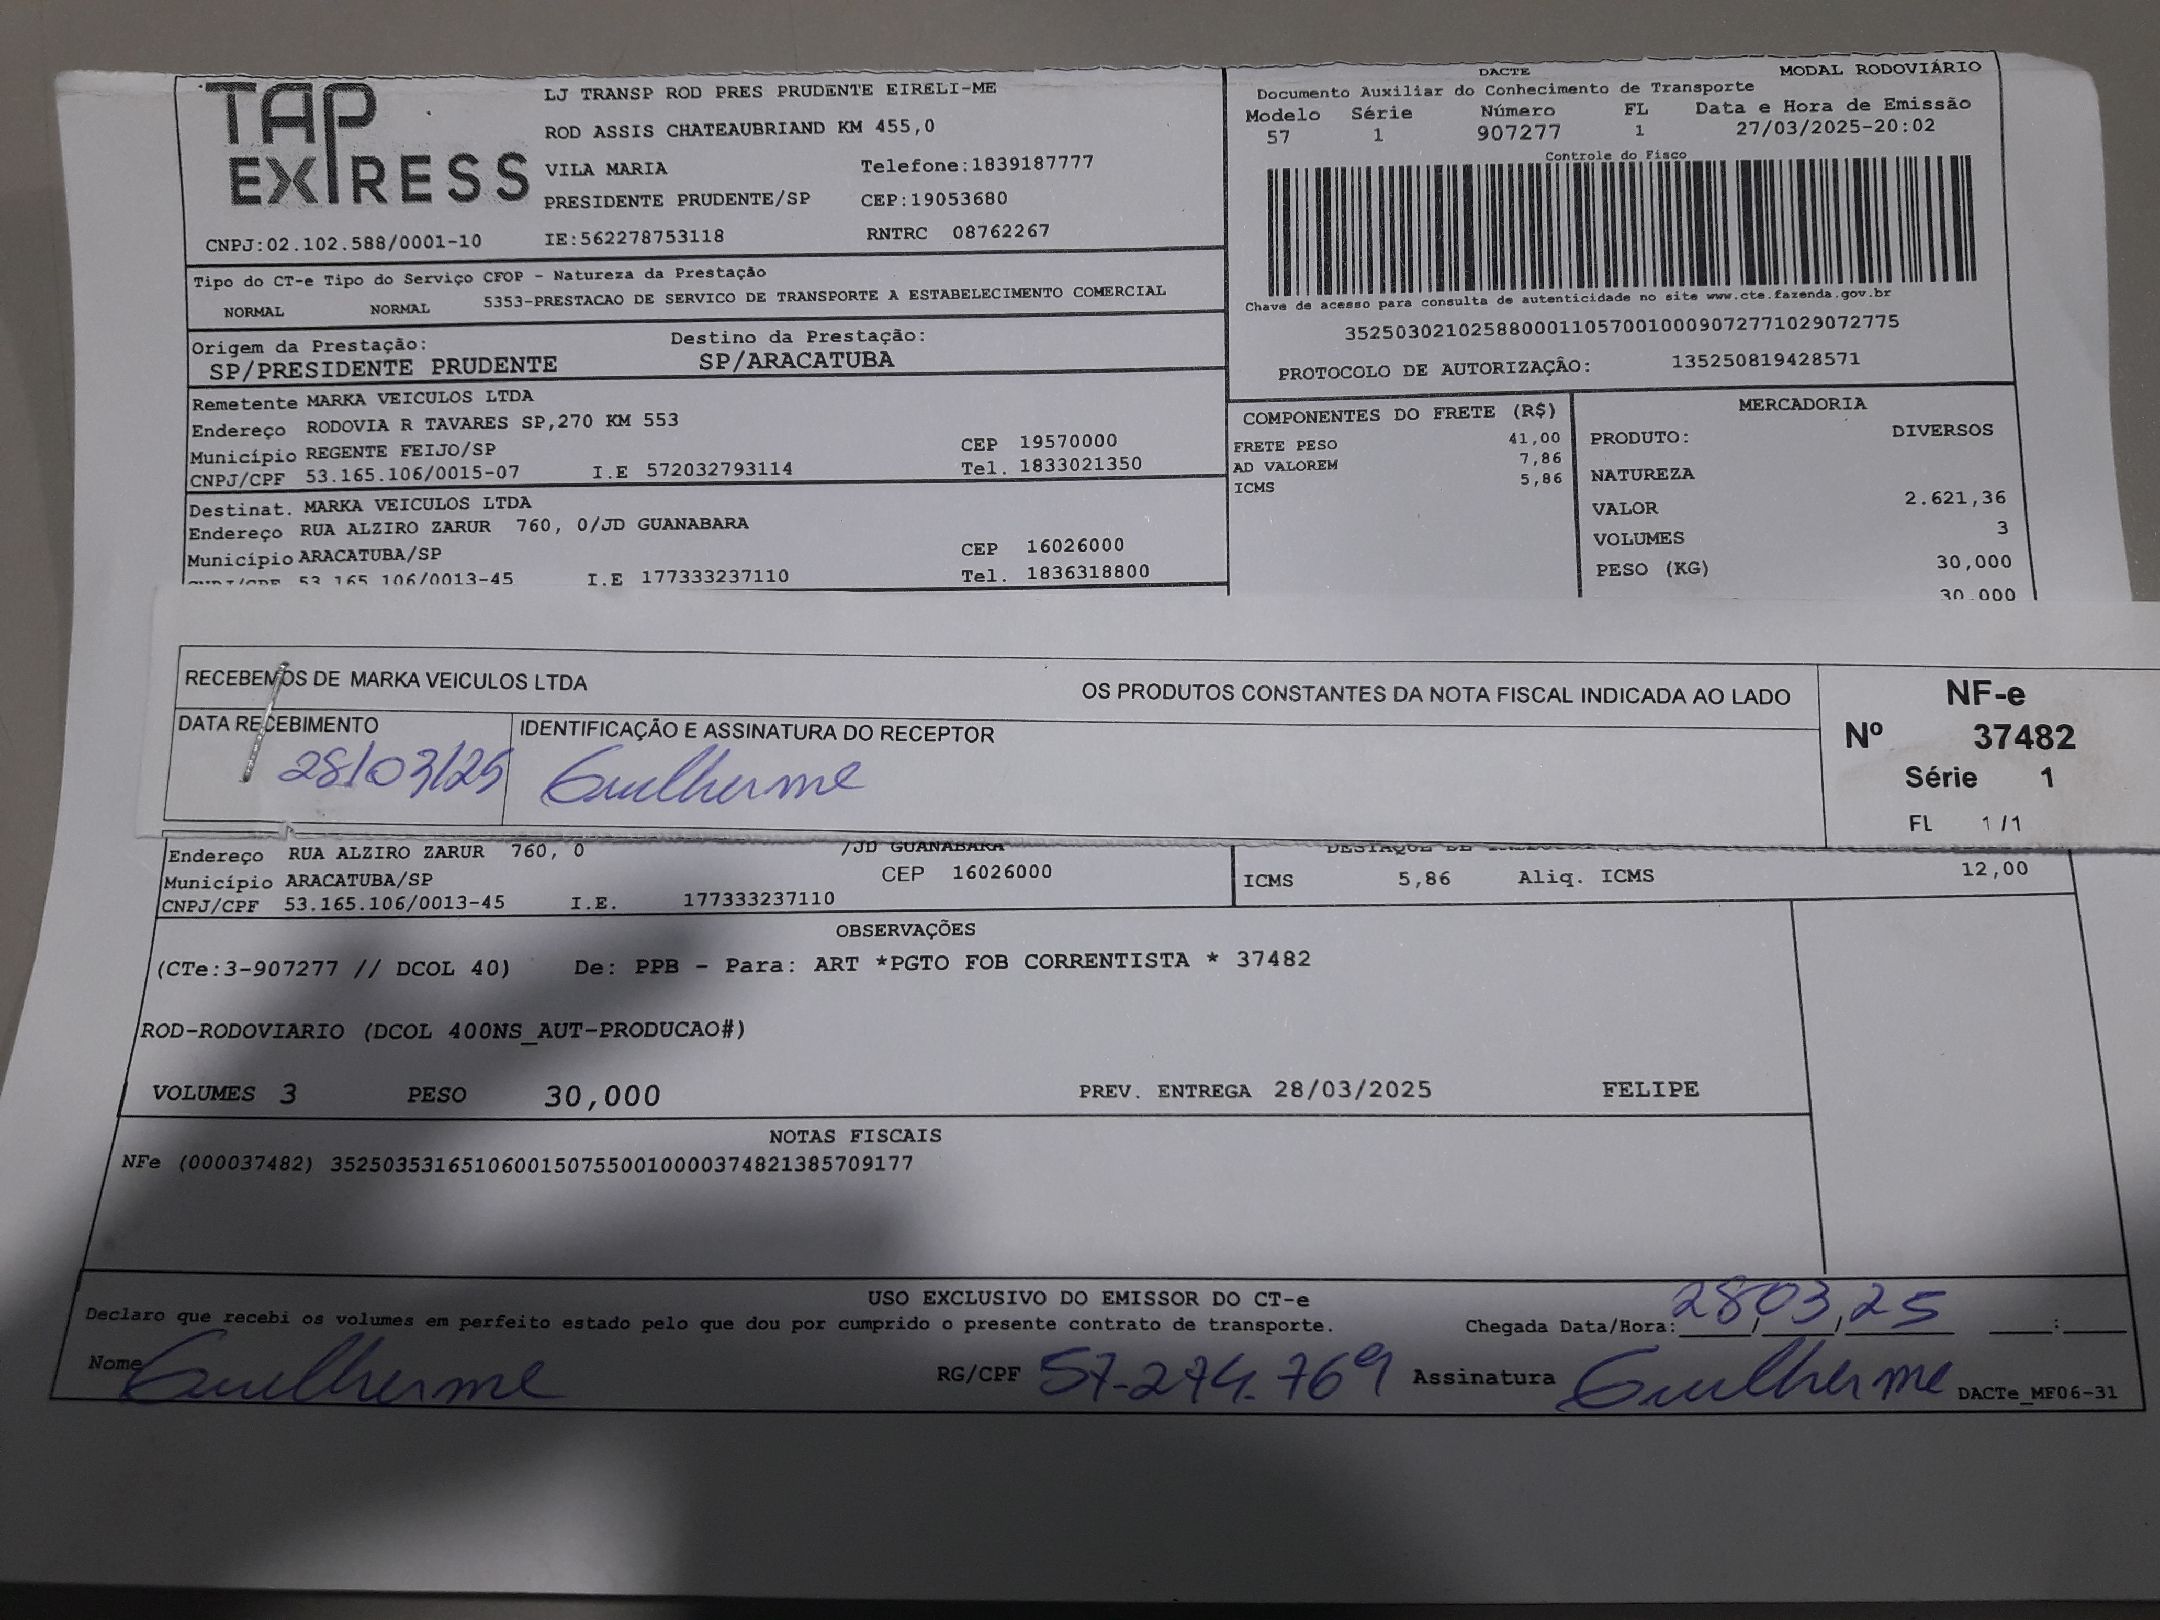 TAP EXPRESS
CNPJ:02.102.588/0001-10
LJ TRANSP ROD PRES PRUDENTE EIRELI-ME
ROD ASSIS CHATEAUBRIAND KM 455,0
VILA MARIA Telefone:1839187777
PRESIDENTE PRUDENTE/SP CEP:19053680
IE:562278753118 RNTRC 08762267
DACTE MODAL RODOVIÁRIO
Documento Auxiliar do Conhecimento de Transporte
Modelo Série Número FL Data e Hora de Emissão
57 1 907277 1 27/03/2025-20:02
Controle do Fisco
Chave de acesso para consulta de autenticidade no site www.cte.fazenda.gov.br
35250302102588000110570010009072771029072775
PROTOCOLO DE AUTORIZAÇÂO: 135250819428571
Tipo do CT-e Tipo do Serviço CFOP - Natureza da Prestação
NORMAL NORMAL 5353-PRESTACAO DE SERVICO DE TRANSPORTE A ESTABELECIMENTO COMERCIAL
Origem da Prestação: Destino da Prestação:
SP/PRESIDENTE PRUDENTE SP/ARACATUBA
Remetente MARKA VEICULOS LTDA
Endereço RODOVIA R TAVARES SP,270 KM 553
Município REGENTE FEIJO/SP CEP 19570000
CNPJ/CPF 53.165.106/0015-07 I.E 572032793114 Tel. 1833021350
Destinat. MARKA VEICULOS LTDA
Endereço RUA ALZIRO ZARUR 760, 0/JD GUANABARA
Município ARACATUBA/SP CEP 16026000
53.165.106/0013-45 I.E 177333237110 Tel. 1836318800
COMPONENTES DO FRETE (R$)
FRETE PESO 41,00
AD VALOREM 7,86
ICMS 5,86
MERCADORIA
PRODUTO: DIVERSOS
NATUREZA
VALOR 2.621,36
VOLUMES 3
PESO (KG) 30,000
30.000
RECEBEMOS DE MARKA VEICULOS LTDA OS PRODUTOS CONSTANTES DA NOTA FISCAL INDICADA AO LADO
DATA RECEBIMENTO IDENTIFICAÇÃO E ASSINATURA DO RECEPTOR
28/03/25 Guilherme
NF-e
Nº 37482
Série 1
FL 1 /1
Endereço RUA ALZIRO ZARUR 760, 0 /JD GUANABARA
Município ARACATUBA/SP CEP 16026000
CNPJ/CPF 53.165.106/0013-45 I.E. 177333237110
ICMS 5,86 Aliq. ICMS 12,00
OBSERVAÇÕES
(CTe:3-907277 // DCOL 40) De: PPB - Para: ART *PGTO FOB CORRENTISTA * 37482
ROD-RODOVIARIO (DCOL 400NS_AUT-PRODUCAO#)
VOLUMES 3 PESO 30,000 PREV. ENTREGA 28/03/2025 FELIPE
NOTAS FISCAIS
NFe (000037482) 35250353165106001507550010000374821385709177
USO EXCLUSIVO DO EMISSOR DO CT-e
Declaro que recebi os volumes em perfeito estado pelo que dou por cumprido o presente contrato de transporte. Chegada Data/Hora: 28/03/25 :
Nome Guilherme RG/CPF 57-274.769 Assinatura Guilherme DACTe_MF06-31